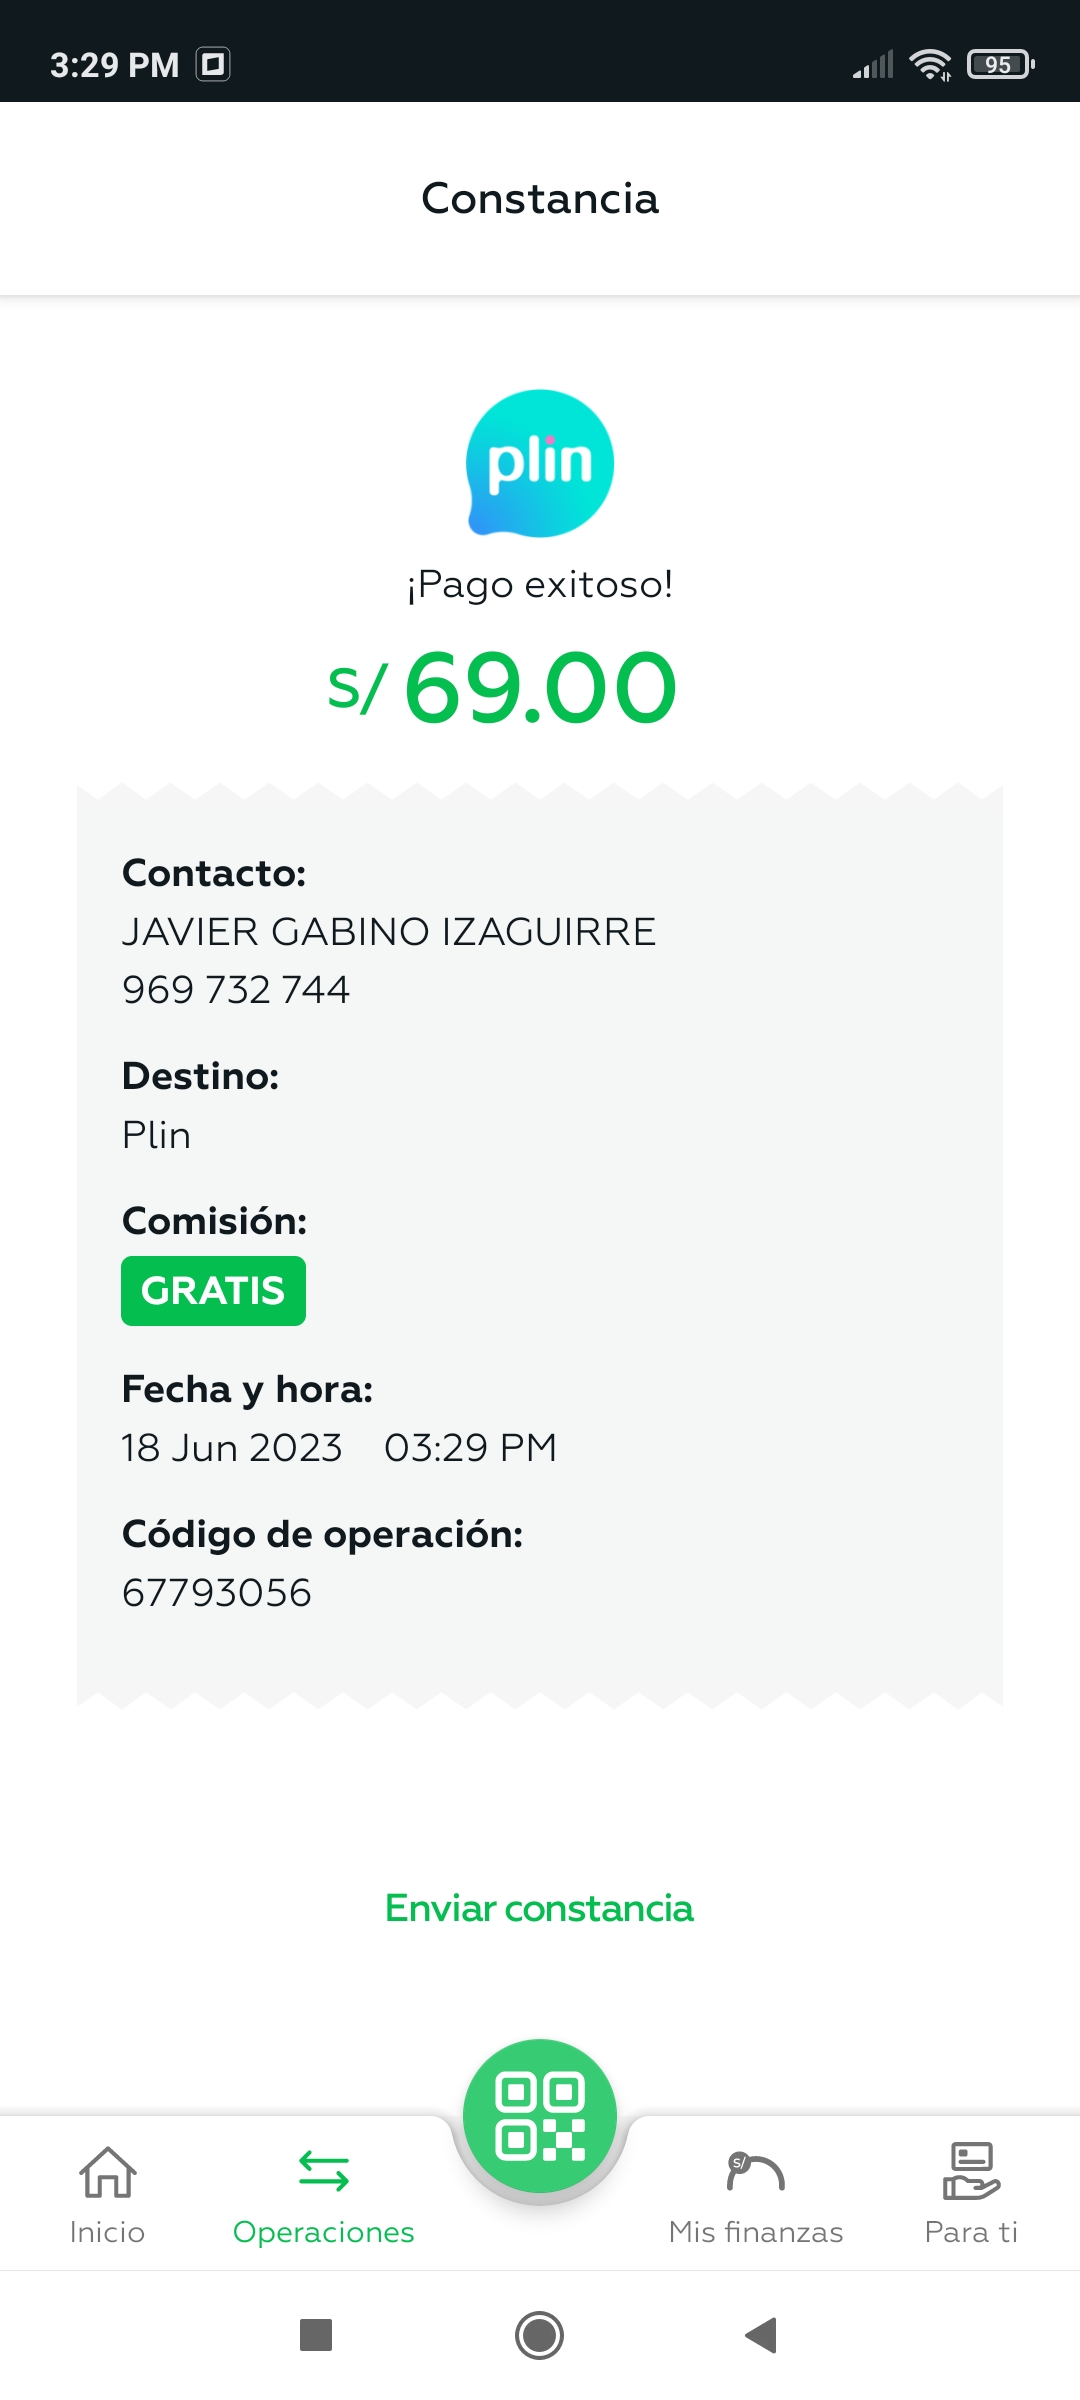 3:29 PM
95
Constancia
plin
¡Pago exitoso!
S/ 69.00
Contacto:
JAVIER GABINO IZAGUIRRE
969 732 744
Destino:
Plin
Comisión:
GRATIS
Fecha y hora:
18 Jun 2023 03:29 PM
Código de operación:
67793056
Enviar constancia
S/
Inicio Operaciones Mis finanzas Para ti